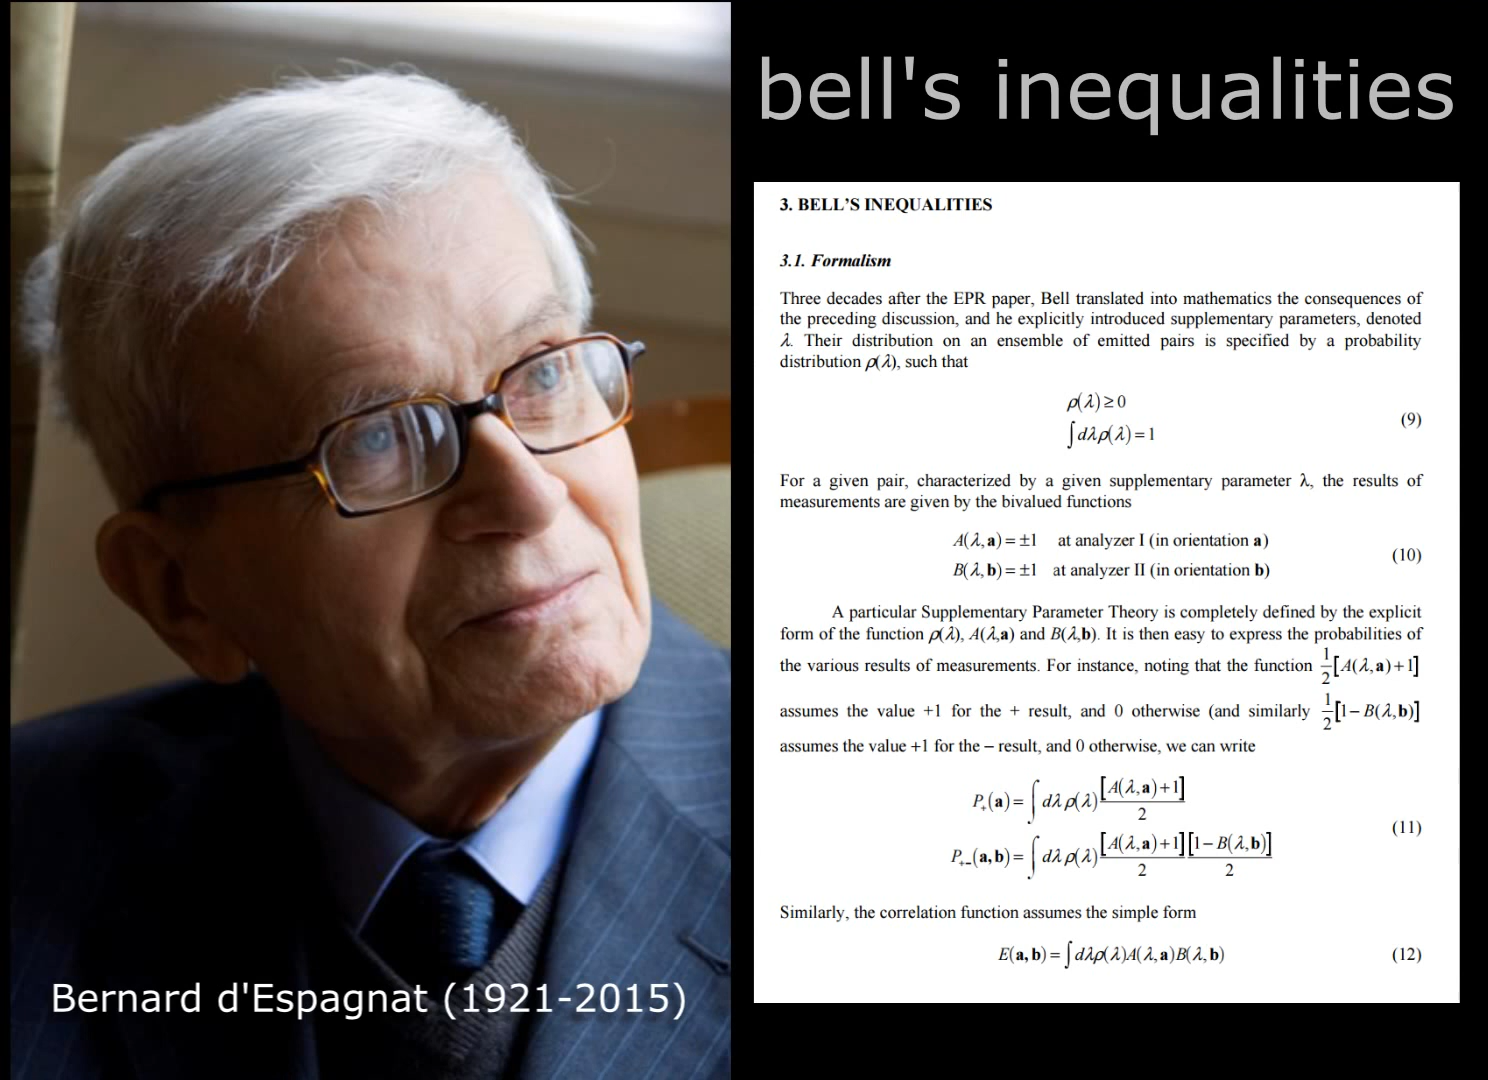 bell's inequalities
3. BELL'S INEQUALITIES
3.1. Formalism
Three decades after the EPR paper, Bell translated into mathematics the consequences of
the preceding discussion, and he explicitly introduced supplementary parameters, denoted
λ. Their distribution on an ensemble of emitted pairs is specified by a probability
distribution ρ(λ), such that
ρ(λ) ≥ 0
∫ dλρ(λ) = 1
(9)
For a given pair, characterized by a given supplementary parameter λ, the results of
measurements are given by the bivalued functions
A(λ,a) = ±1 at analyzer I (in orientation a)
B(λ,b) = ±1 at analyzer II (in orientation b)
(10)
A particular Supplementary Parameter Theory is completely defined by the explicit
form of the function ρ(λ), A(λ,a) and B(λ,b). It is then easy to express the probabilities of
the various results of measurements. For instance, noting that the function 1/2 [A(λ,a)+1]
assumes the value +1 for the + result, and 0 otherwise (and similarly 1/2 [1 – B(λ,b)]
assumes the value +1 for the – result, and 0 otherwise, we can write
P₊(a) = ∫ dλ ρ(λ) [A(λ,a)+1]/2
P₊₋(a,b) = ∫ dλ ρ(λ) [A(λ,a)+1]/2 [1 – B(λ,b)]/2
(11)
Similarly, the correlation function assumes the simple form
E(a,b) = ∫ dλρ(λ)A(λ,a)B(λ,b) (12)
Bernard d'Espagnat (1921-2015)